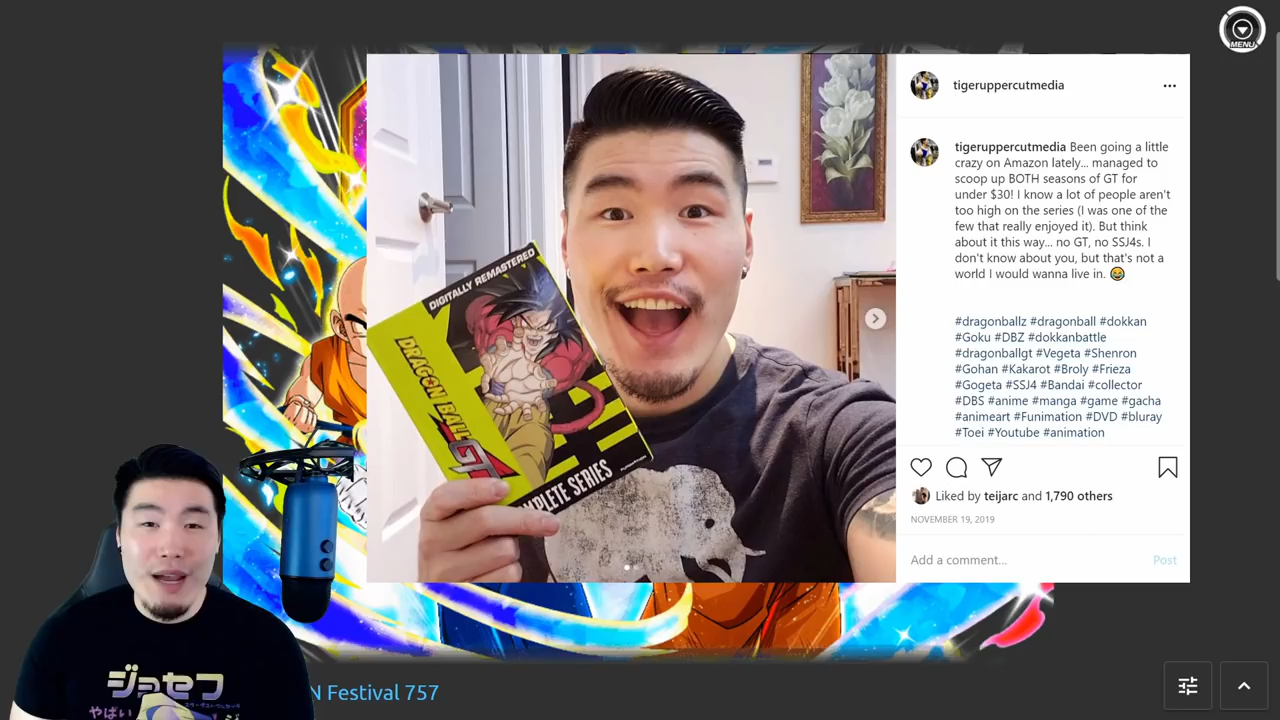 MENU
tigeruppercutmedia
tigeruppercutmedia Been going a little
crazy on Amazon lately... managed to
scoop up BOTH seasons of GT for
under $30! I know a lot of people aren't
too high on the series (I was one of the
few that really enjoyed it). But think
about it this way... no GT, no SSJ4s. I
don't know about you, but that's not a
world I would wanna live in. 😂
#dragonballz #dragonball #dokkan
#Goku #DBZ #dokkanbattle
#dragonballgt #Vegeta #Shenron
#Gohan #Kakarot #Broly #Frieza
#Gogeta #SSJ4 #Bandai #collector
#DBS #anime #manga #game #gacha
#animeart #Funimation #DVD #bluray
#Toei #Youtube #animation
Liked by teijarc and 1,790 others
NOVEMBER 19, 2019
Add a comment...
Post
DIGITALLY REMASTERED
DRAGON BALL
GT
MPLETE SERIES
ジョセフ
やばい
N Festival 757